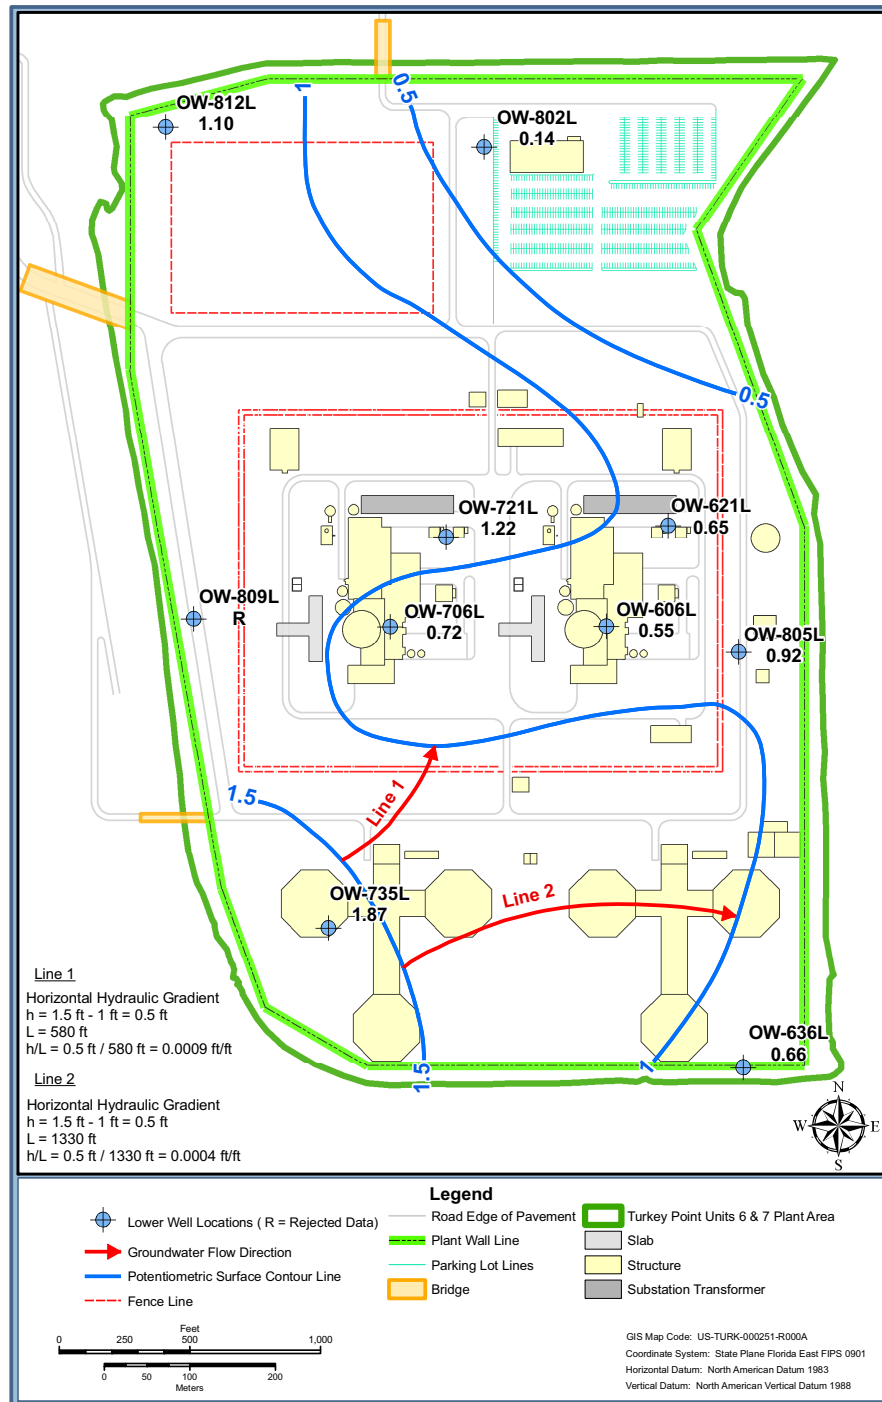 0.5
1
OW-812L
1.10
OW-802L
0.14
0.5
OW-721L
1.22
OW-621L
0.65
OW-809L
R
OW-706L
0.72
OW-606L
0.55
OW-805L
0.92
1.5
Line 1
OW-735L
1.87
Line 2
Line 1
Horizontal Hydraulic Gradient
h = 1.5 ft - 1 ft = 0.5 ft
L = 580 ft
h/L = 0.5 ft / 580 ft = 0.0009 ft/ft
Line 2
Horizontal Hydraulic Gradient
h = 1.5 ft - 1 ft = 0.5 ft
L = 1330 ft
h/L = 0.5 ft / 1330 ft = 0.0004 ft/ft
1.5
1
OW-636L
0.66
N
W E
S
Legend
Lower Well Locations ( R = Rejected Data)
Groundwater Flow Direction
Potentiometric Surface Contour Line
Fence Line
Road Edge of Pavement
Plant Wall Line
Parking Lot Lines
Bridge
Turkey Point Units 6 & 7 Plant Area
Slab
Structure
Substation Transformer
Feet
0 250 500 1,000
0 50 100 200
Meters
GIS Map Code: US-TURK-000251-R000A
Coordinate System: State Plane Florida East FIPS 0901
Horizontal Datum: North American Datum 1983
Vertical Datum: North American Vertical Datum 1988